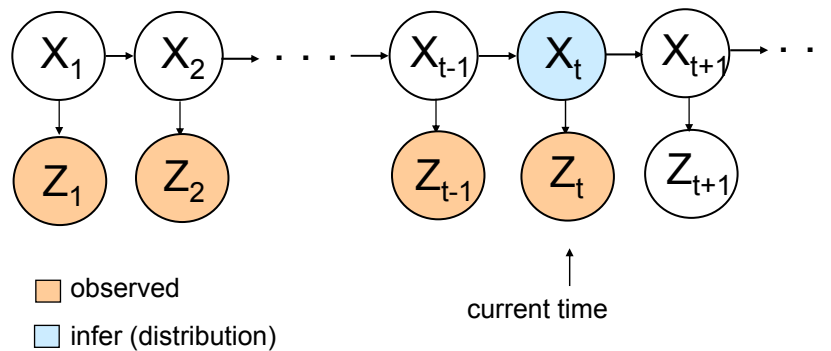 X1 X2 . . . Xt-1 Xt Xt+1 . .
Z1 Z2 Zt-1 Zt Zt+1
observed
current time
infer (distribution)